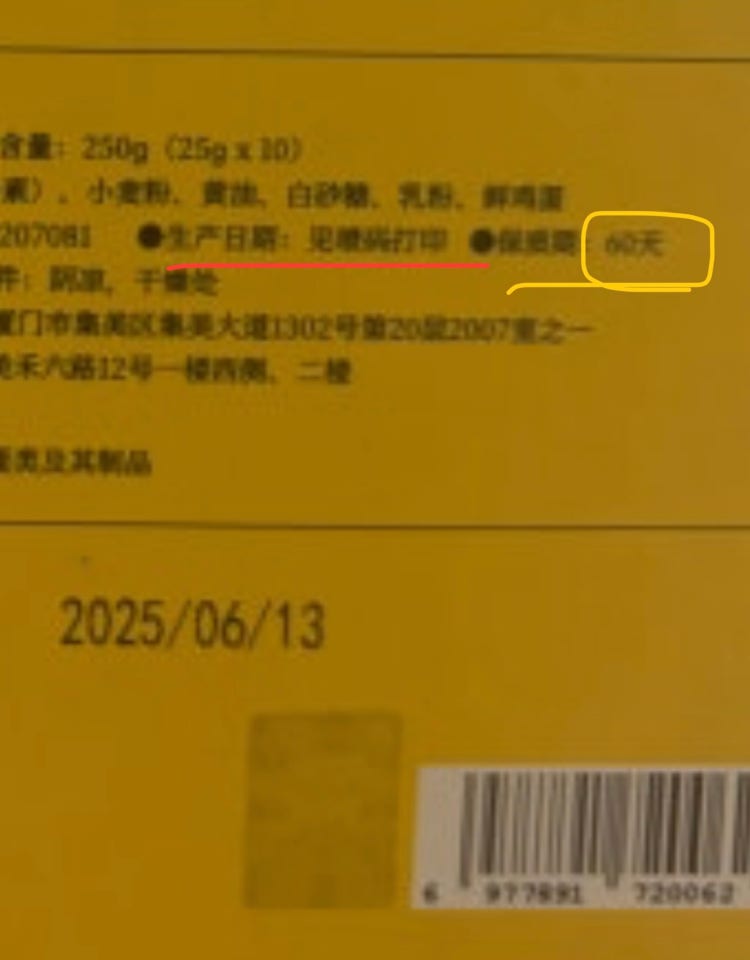 含量：250g（25g x 10）
素）、小麦粉、黄油、白砂糖、乳粉、鲜鸡蛋
207081 ●生产日期：见喷码打印 ●保质期：60天
件：阴凉，干燥处
厦门市集美区集美大道1302号第20层2007室之一
美禾六路12号一楼西侧、二楼
蛋类及其制品
2025/06/13
6 977891 720062